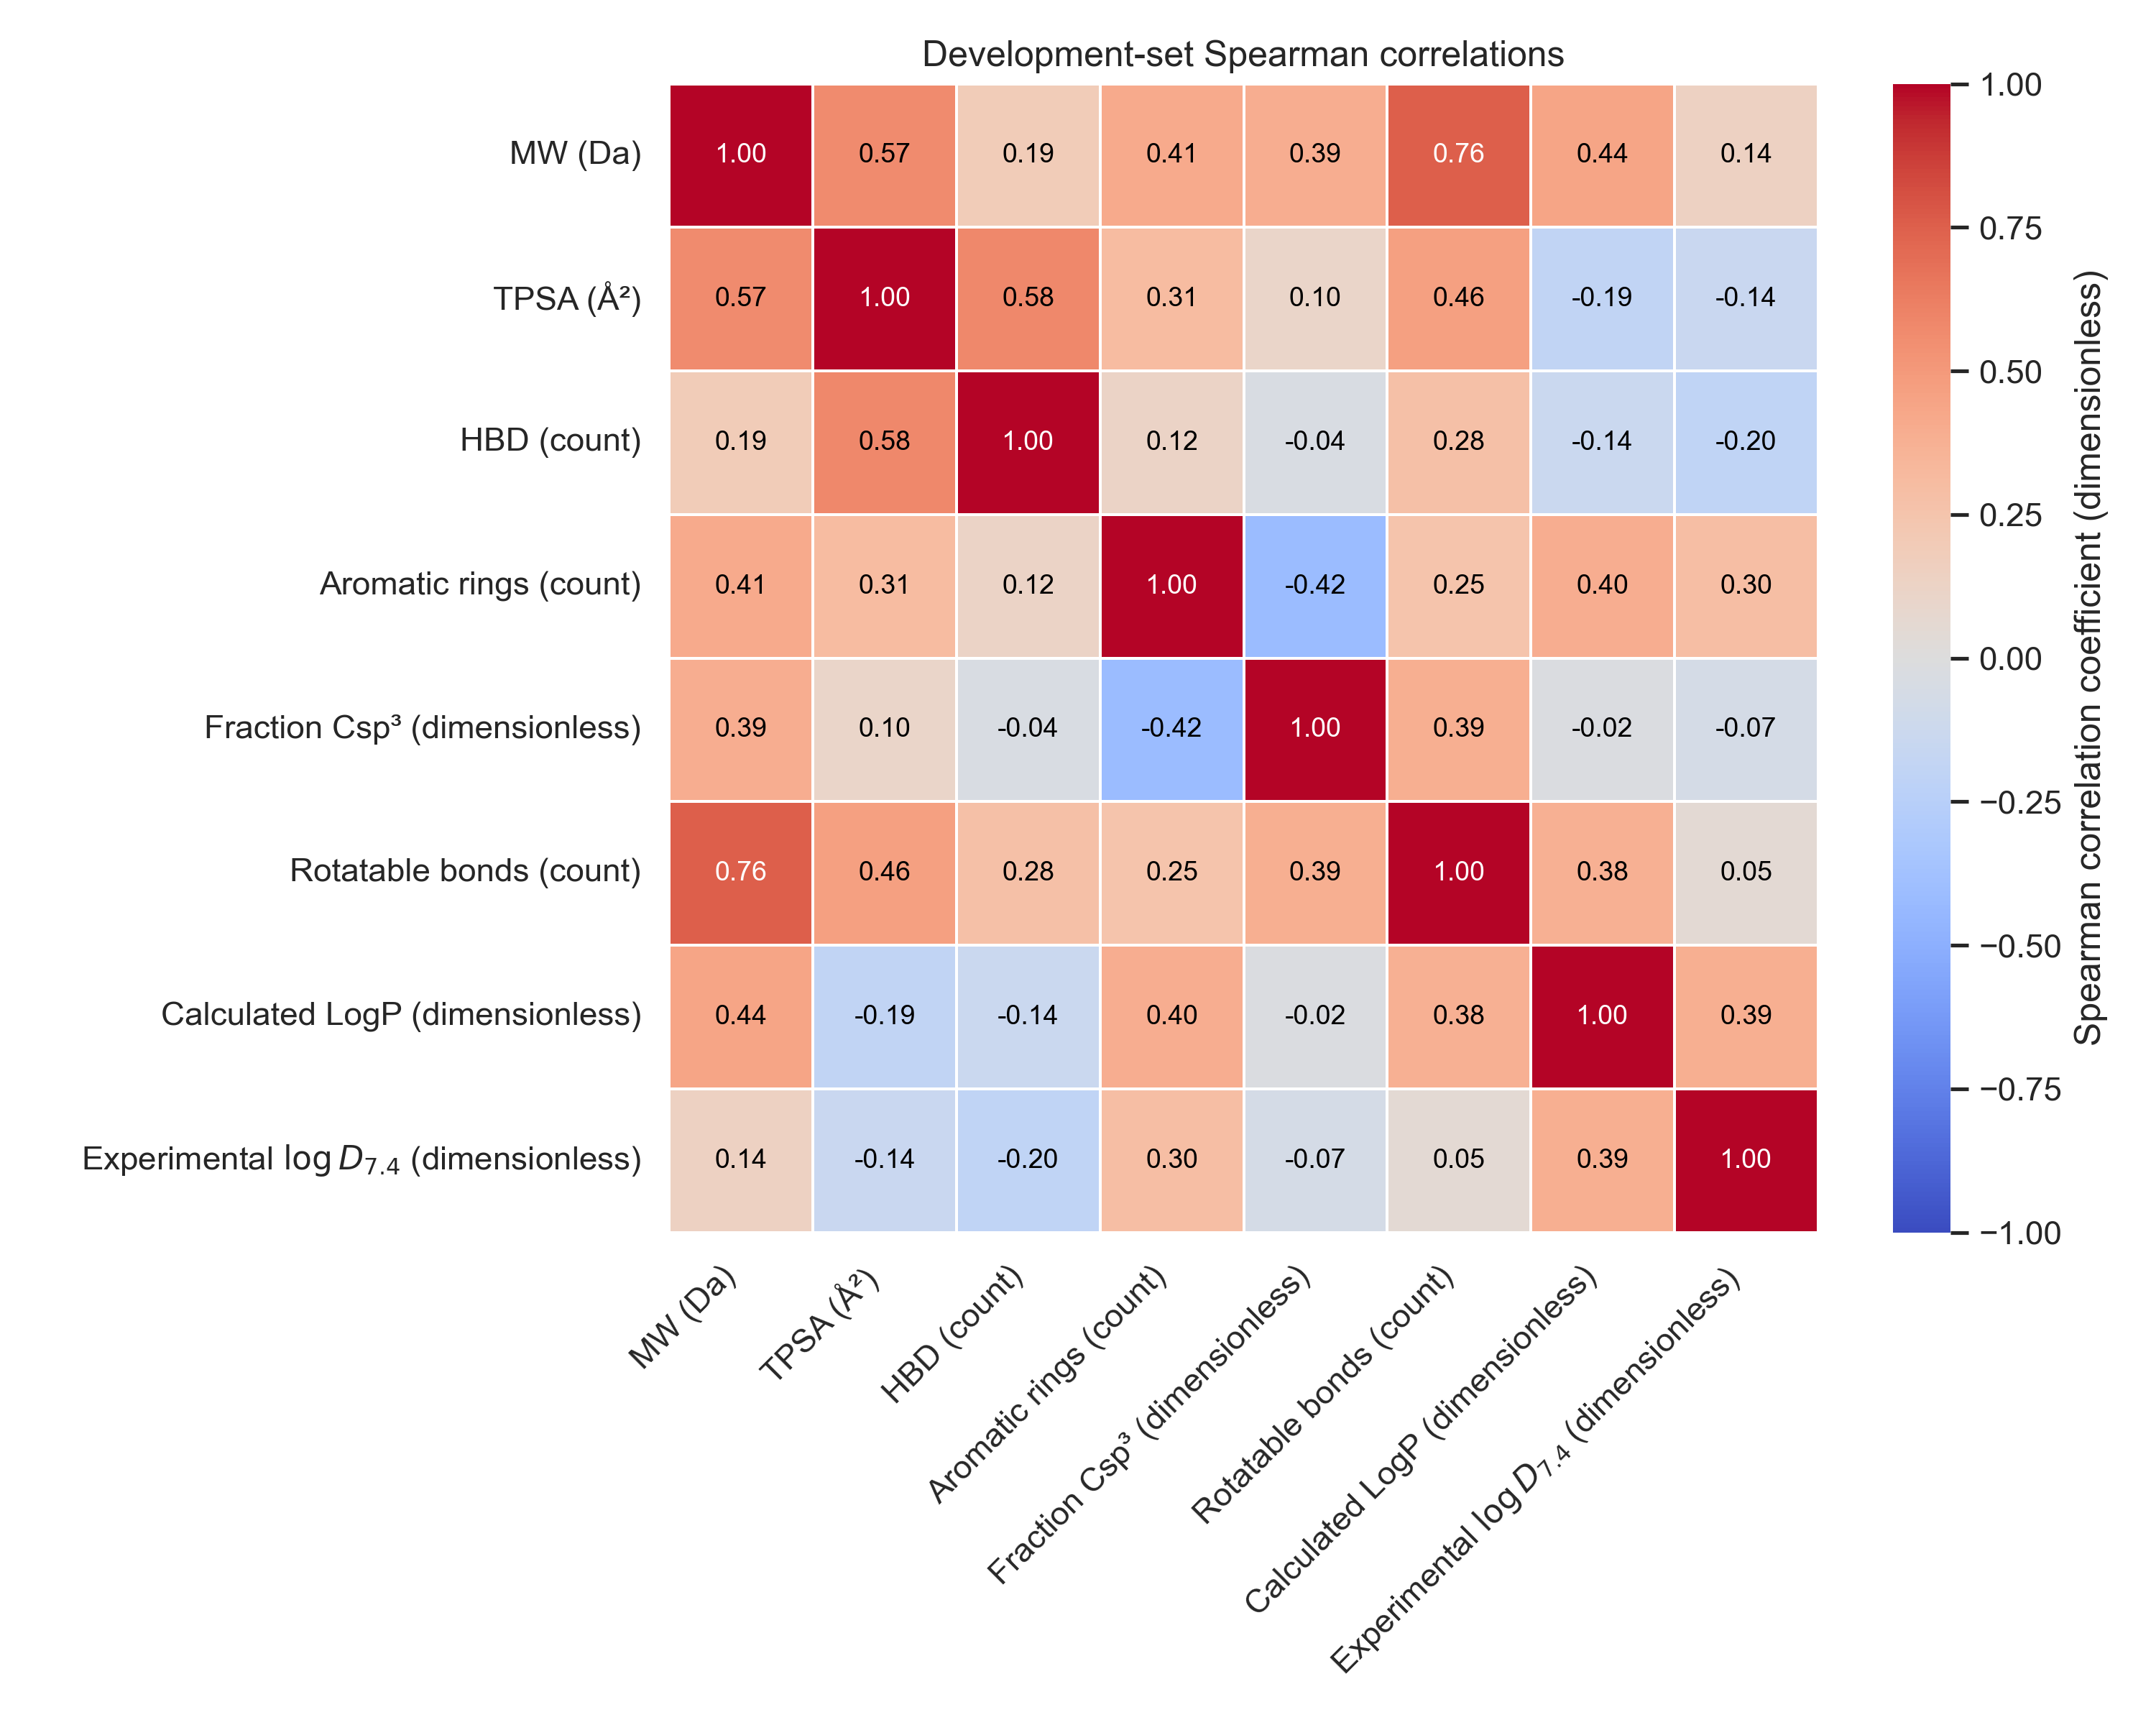 Development-set Spearman correlations
MW (Da) 1.00 0.57 0.19 0.41 0.39 0.76 0.44 0.14
TPSA (Å²) 0.57 1.00 0.58 0.31 0.10 0.46 -0.19 -0.14
HBD (count) 0.19 0.58 1.00 0.12 -0.04 0.28 -0.14 -0.20
Aromatic rings (count) 0.41 0.31 0.12 1.00 -0.42 0.25 0.40 0.30
Fraction Csp³ (dimensionless) 0.39 0.10 -0.04 -0.42 1.00 0.39 -0.02 -0.07
Rotatable bonds (count) 0.76 0.46 0.28 0.25 0.39 1.00 0.38 0.05
Calculated LogP (dimensionless) 0.44 -0.19 -0.14 0.40 -0.02 0.38 1.00 0.39
Experimental log D₇.₄ (dimensionless) 0.14 -0.14 -0.20 0.30 -0.07 0.05 0.39 1.00
MW (Da)
TPSA (Å²)
HBD (count)
Aromatic rings (count)
Fraction Csp³ (dimensionless)
Rotatable bonds (count)
Calculated LogP (dimensionless)
Experimental log D₇.₄ (dimensionless)
1.00
0.75
0.50
0.25
0.00
−0.25
−0.50
−0.75
−1.00
Spearman correlation coefficient (dimensionless)